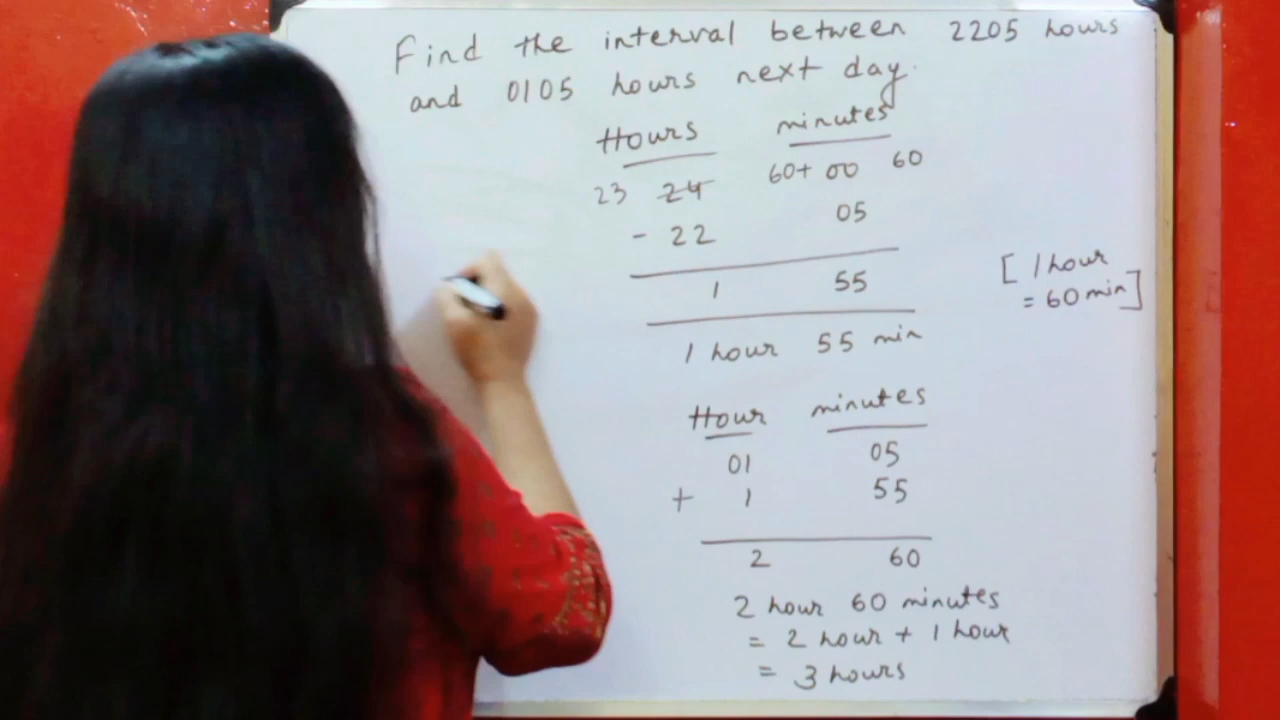 Find the interval between 2205 hours
and 0105 hours next day.
Hours minutes
23 24 60+ 00 60
- 22 05
1 55
1 hour 55 min
[ 1 hour
= 60 min ]
Hour minutes
01 05
+ 1 55
2 60
2 hour 60 minutes
= 2 hour + 1 hour
= 3 hours